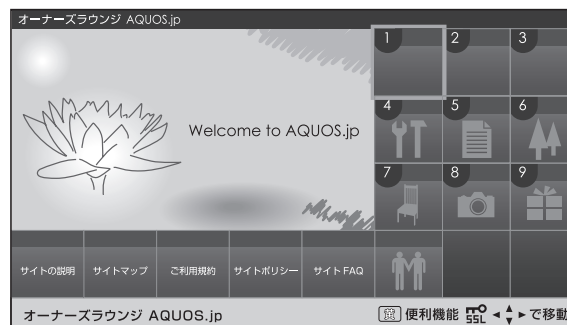 オーナーズラウンジ AQUOS.jp
1 2 3
Welcome to AQUOS.jp
4 5 6
7 8 9
サイトの説明 サイトマップ ご利用規約 サイトポリシー サイト FAQ
オーナーズラウンジ AQUOS.jp 便利機能 SSL で移動